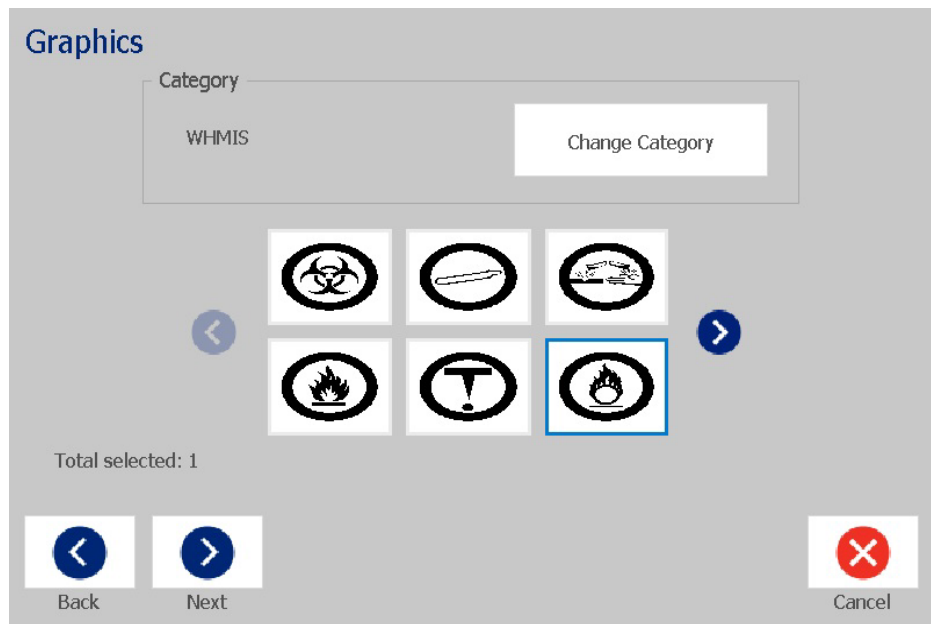 Graphics
Category
WHMIS
Change Category
Total selected: 1
Back
Next
Cancel